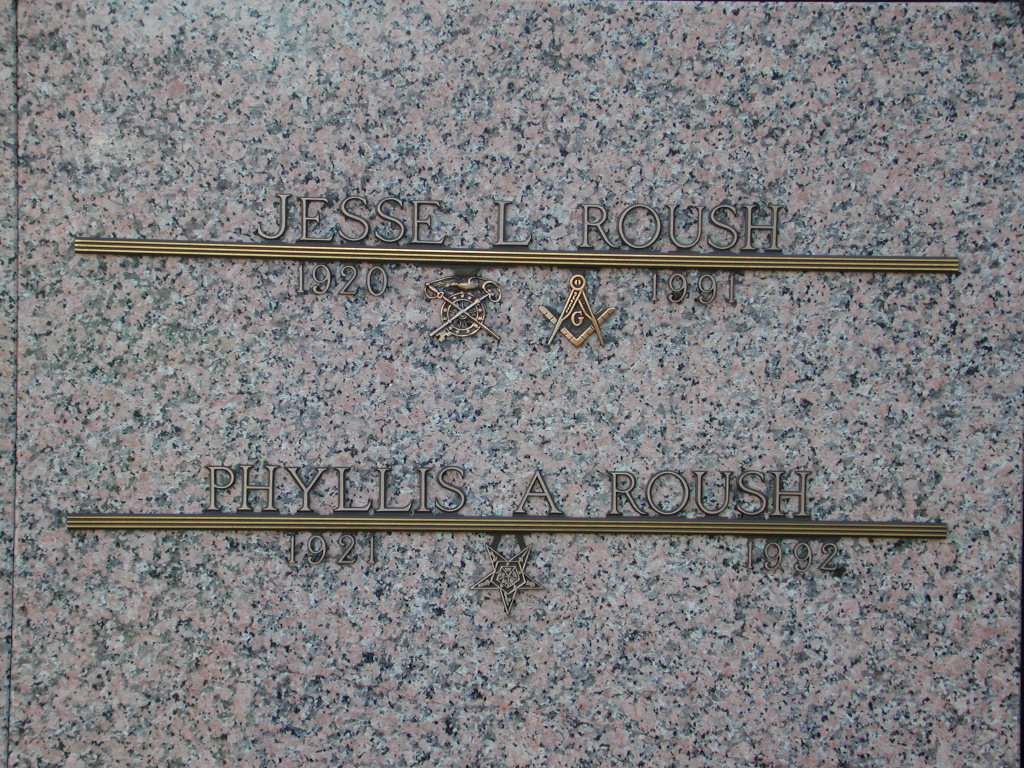 JESSE L ROUSH
1920 G 1991
PHYLLIS A ROUSH
1921 1992